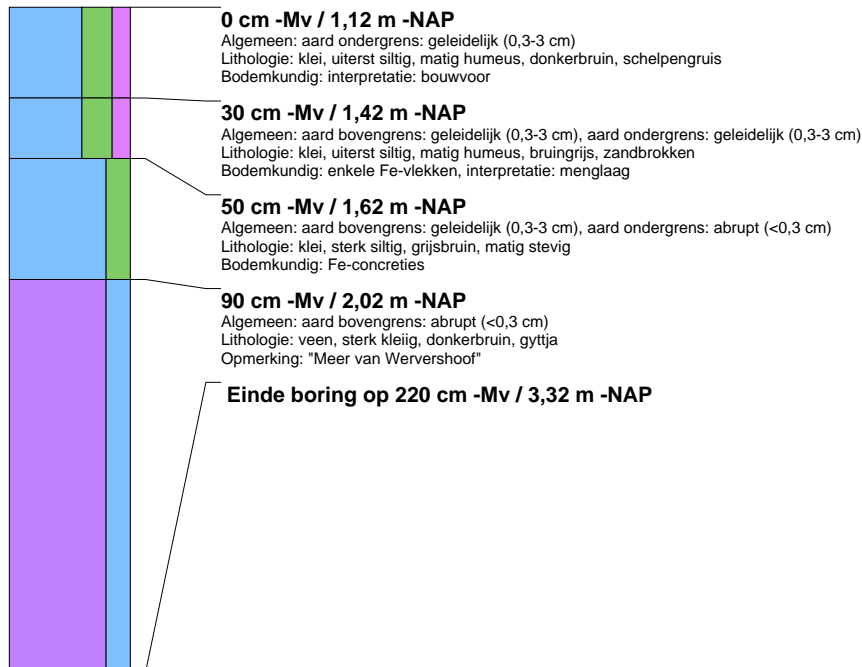 0 cm -Mv / 1,12 m -NAP
Algemeen: aard ondergrens: geleidelijk (0,3-3 cm)
Lithologie: klei, uiterst siltig, matig humeus, donkerbruin, schelpengruis
Bodemkundig: interpretatie: bouwvoor
30 cm -Mv / 1,42 m -NAP
Algemeen: aard bovengrens: geleidelijk (0,3-3 cm), aard ondergrens: geleidelijk (0,3-3 cm)
Lithologie: klei, uiterst siltig, matig humeus, bruingrijs, zandbrokken
Bodemkundig: enkele Fe-vlekken, interpretatie: menglaag
50 cm -Mv / 1,62 m -NAP
Algemeen: aard bovengrens: geleidelijk (0,3-3 cm), aard ondergrens: abrupt (<0,3 cm)
Lithologie: klei, sterk siltig, grijsbruin, matig stevig
Bodemkundig: Fe-concreties
90 cm -Mv / 2,02 m -NAP
Algemeen: aard bovengrens: abrupt (<0,3 cm)
Lithologie: veen, sterk kleiig, donkerbruin, gyttja
Opmerking: "Meer van Wervershoof"
Einde boring op 220 cm -Mv / 3,32 m -NAP